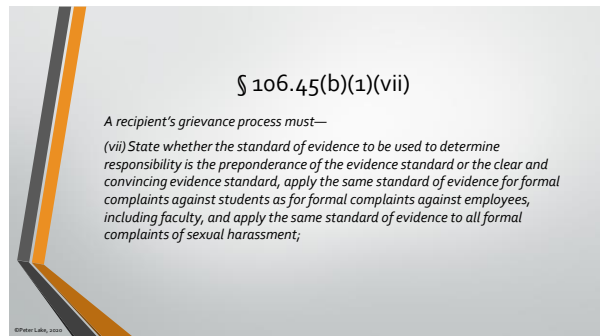 § 106.45(b)(1)(vii)
A recipient's grievance process must—
(vii) State whether the standard of evidence to be used to determine
responsibility is the preponderance of the evidence standard or the clear and
convincing evidence standard, apply the same standard of evidence for formal
complaints against students as for formal complaints against employees,
including faculty, and apply the same standard of evidence to all formal
complaints of sexual harassment;
©Peter Lake, 2020